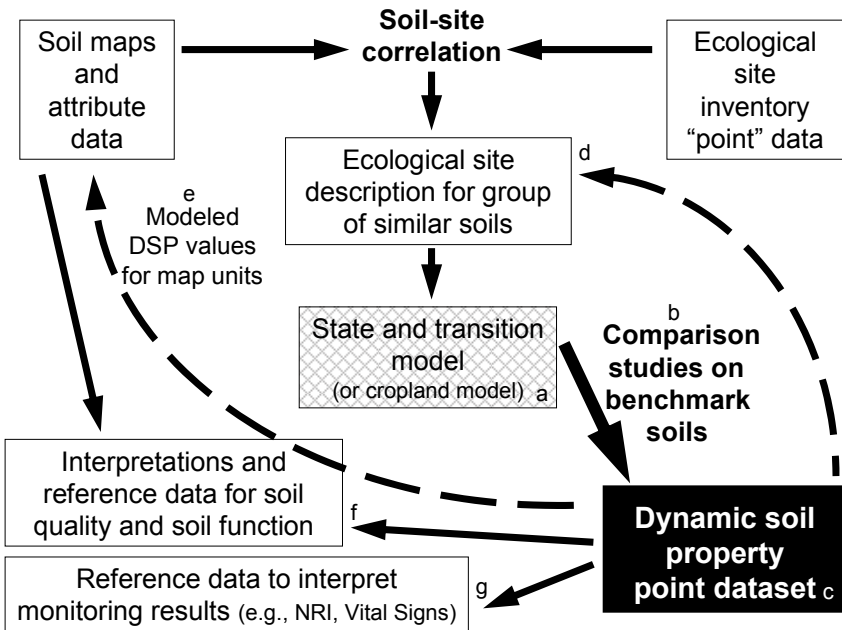 Soil maps
and
attribute
data
Soil-site
correlation
Ecological
site
inventory
“point” data
Ecological site
description for group
of similar soils
d
e
Modeled
DSP values
for map units
State and transition
model
(or cropland model) a
b
Comparison
studies on
benchmark
soils
Interpretations and
reference data for soil
quality and soil function
f
Dynamic soil
property
point dataset c
Reference data to interpret
monitoring results (e.g., NRI, Vital Signs)
g